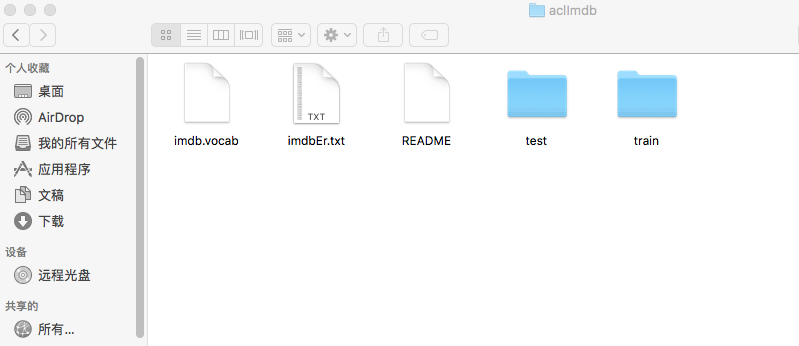 aclImdb
个人收藏
桌面
AirDrop
我的所有文件
应用程序
文稿
下载
设备
远程光盘
共享的
所有...
TXT
imdb.vocab
imdbEr.txt
README
test
train